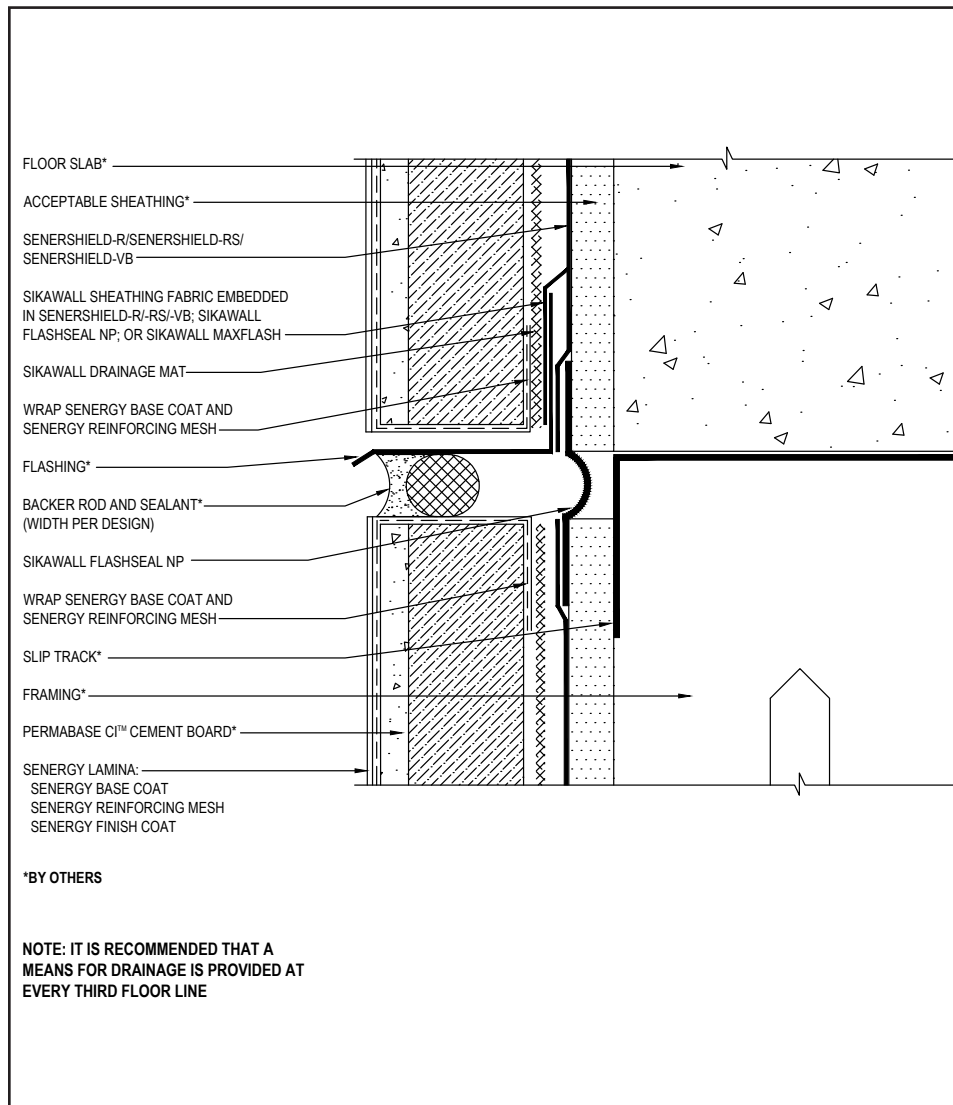 FLOOR SLAB*
ACCEPTABLE SHEATHING*
SENERSHIELD-R/SENERSHIELD-RS/
SENERSHIELD-VB
SIKAWALL SHEATHING FABRIC EMBEDDED
IN SENERSHIELD-R/-RS/-VB; SIKAWALL
FLASHSEAL NP; OR SIKAWALL MAXFLASH
SIKAWALL DRAINAGE MAT
WRAP SENERGY BASE COAT AND
SENERGY REINFORCING MESH
FLASHING*
BACKER ROD AND SEALANT*
(WIDTH PER DESIGN)
SIKAWALL FLASHSEAL NP
WRAP SENERGY BASE COAT AND
SENERGY REINFORCING MESH
SLIP TRACK*
FRAMING*
PERMABASE CI™ CEMENT BOARD*
SENERGY LAMINA:
SENERGY BASE COAT
SENERGY REINFORCING MESH
SENERGY FINISH COAT
*BY OTHERS
NOTE: IT IS RECOMMENDED THAT A
MEANS FOR DRAINAGE IS PROVIDED AT
EVERY THIRD FLOOR LINE